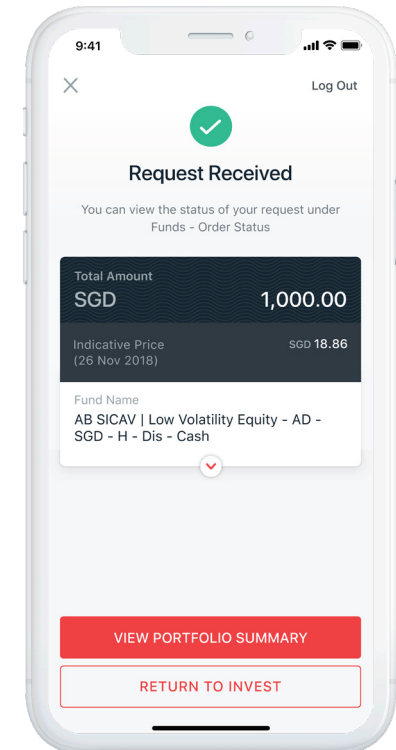 9:41
Log Out
Request Received
You can view the status of your request under
Funds - Order Status
Total Amount
SGD 1,000.00
Indicative Price SGD 18.86
(26 Nov 2018)
Fund Name
AB SICAV | Low Volatility Equity - AD -
SGD - H - Dis - Cash
VIEW PORTFOLIO SUMMARY
RETURN TO INVEST